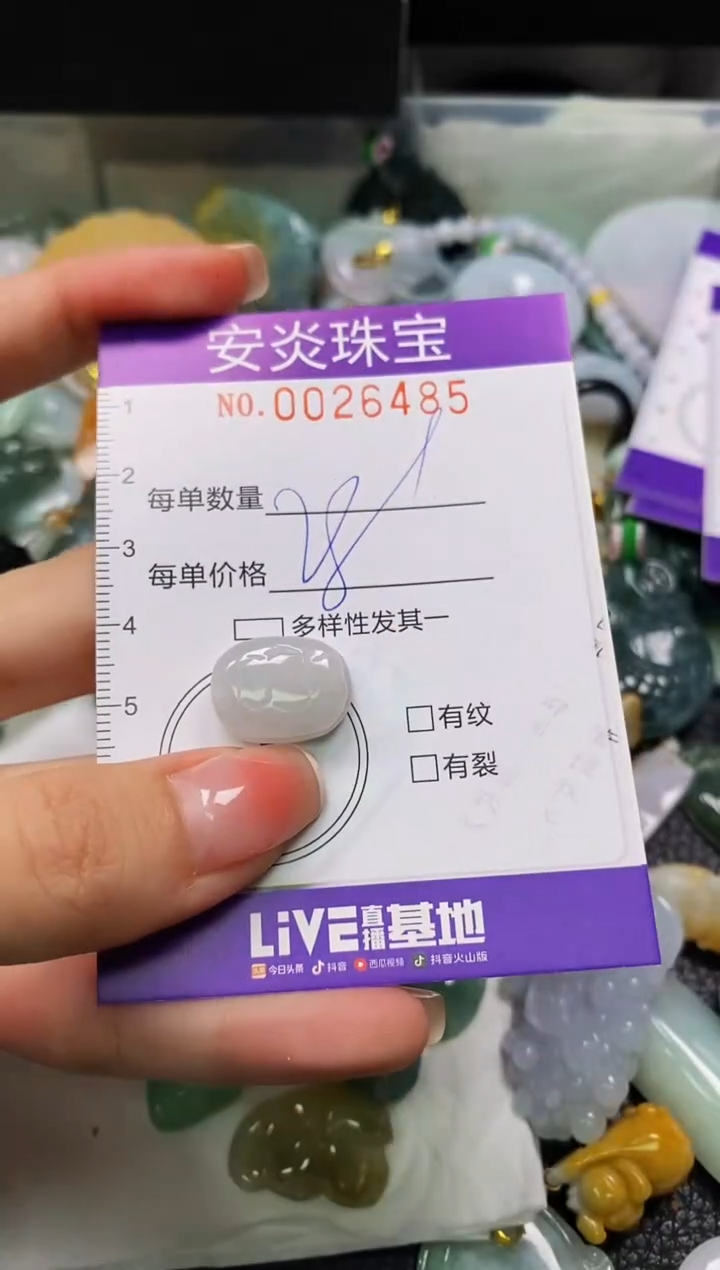 安炎珠宝
NO.0026485
1
2
每单数量
3
每单价格
4
多样性发其一
5
有纹
有裂
LiVE直播基地
头条 今日头条 抖音 西瓜视频 抖音火山版